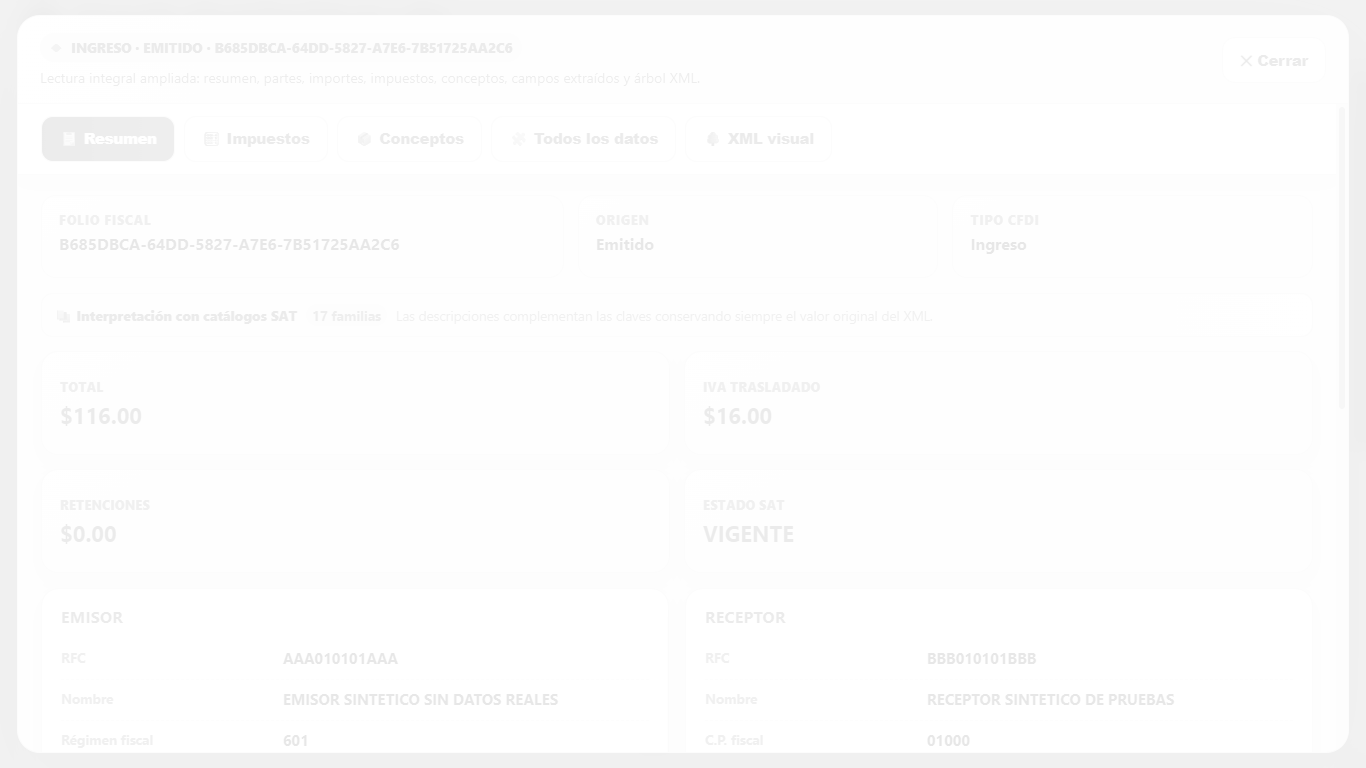 INGRESO · EMITIDO · B685DBCA-64DD-5827-A7E6-7B51725AA2C6
Lectura integral ampliada: resumen, partes, importes, impuestos, conceptos, campos extraídos y árbol XML.
× Cerrar
Resumen
Impuestos
Conceptos
Todos los datos
XML visual
FOLIO FISCAL
B685DBCA-64DD-5827-A7E6-7B51725AA2C6
ORIGEN
Emitido
TIPO CFDI
Ingreso
Interpretación con catálogos SAT 17 familias Las descripciones complementan las claves conservando siempre el valor original del XML.
TOTAL
$116.00
IVA TRASLADADO
$16.00
RETENCIONES
$0.00
ESTADO SAT
VIGENTE
EMISOR
RFC AAA010101AAA
Nombre EMISOR SINTETICO SIN DATOS REALES
Régimen fiscal 601
RECEPTOR
RFC BBB010101BBB
Nombre RECEPTOR SINTETICO DE PRUEBAS
C.P. fiscal 01000